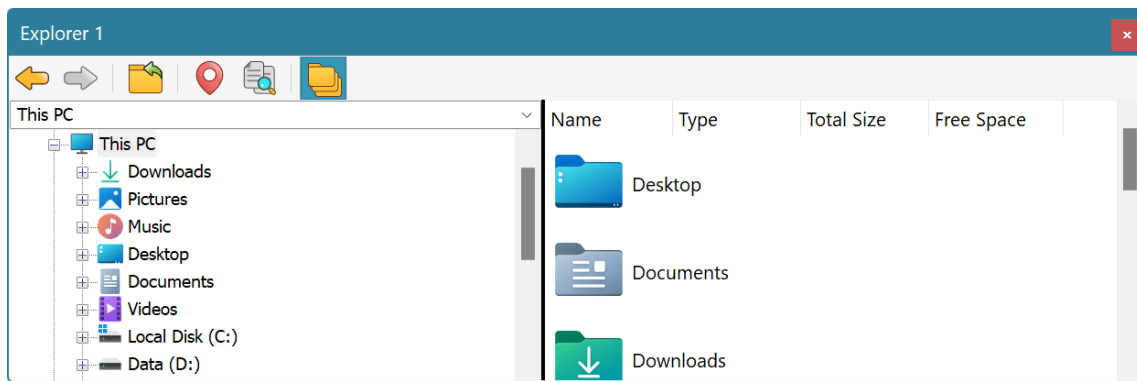 Explorer 1
This PC
This PC
Downloads
Pictures
Music
Desktop
Documents
Videos
Local Disk (C:)
Data (D:)
Name Type Total Size Free Space
Desktop
Documents
Downloads